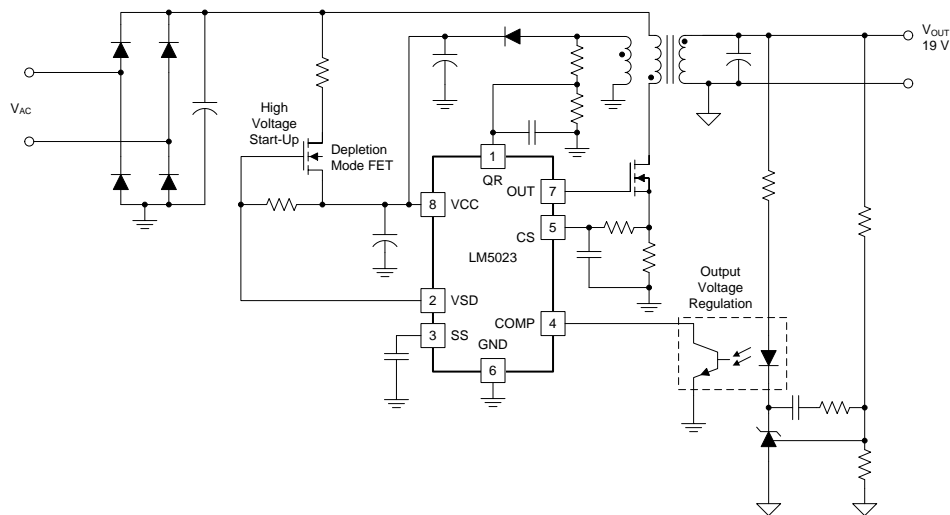 VOUT
19 V
VAC
High
Voltage
Start-Up
Depletion
Mode FET
1
QR
OUT
7
8
VCC
CS
5
LM5023
2
VSD
COMP
4
3
SS
GND
6
Output
Voltage
Regulation